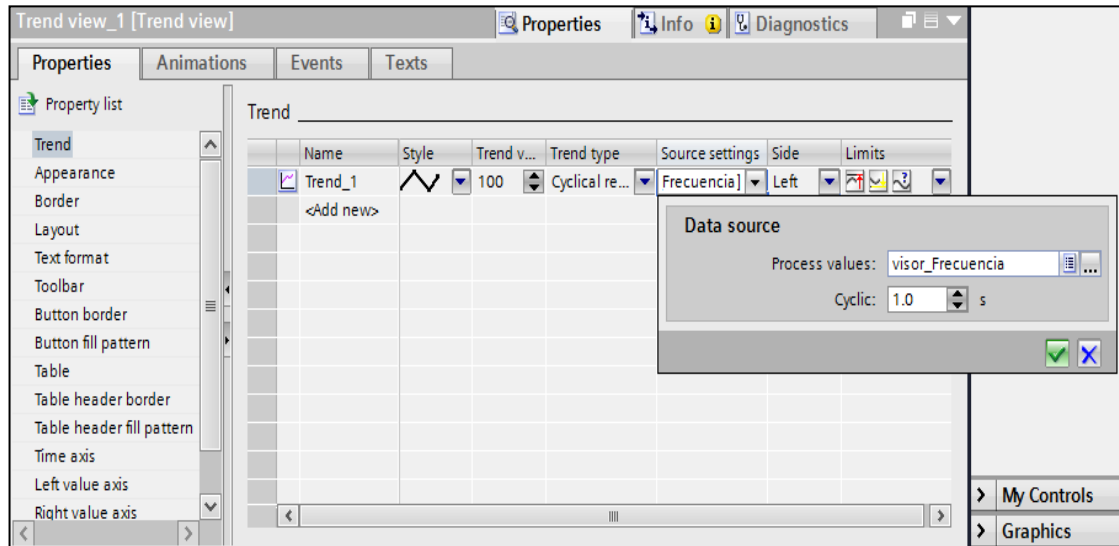 Trend view_1 [Trend view]
Properties
Info
Diagnostics
Properties
Animations
Events
Texts
Property list
Trend
Appearance
Border
Layout
Text format
Toolbar
Button border
Button fill pattern
Table
Table header border
Table header fill pattern
Time axis
Left value axis
Right value axis
Trend
Name Style Trend v... Trend type Source settings Side Limits
Trend_1 100 Cyclical re... Frecuencia] Left
<Add new>
Data source
Process values: visor_Frecuencia ...
Cyclic: 1.0 s
My Controls
Graphics